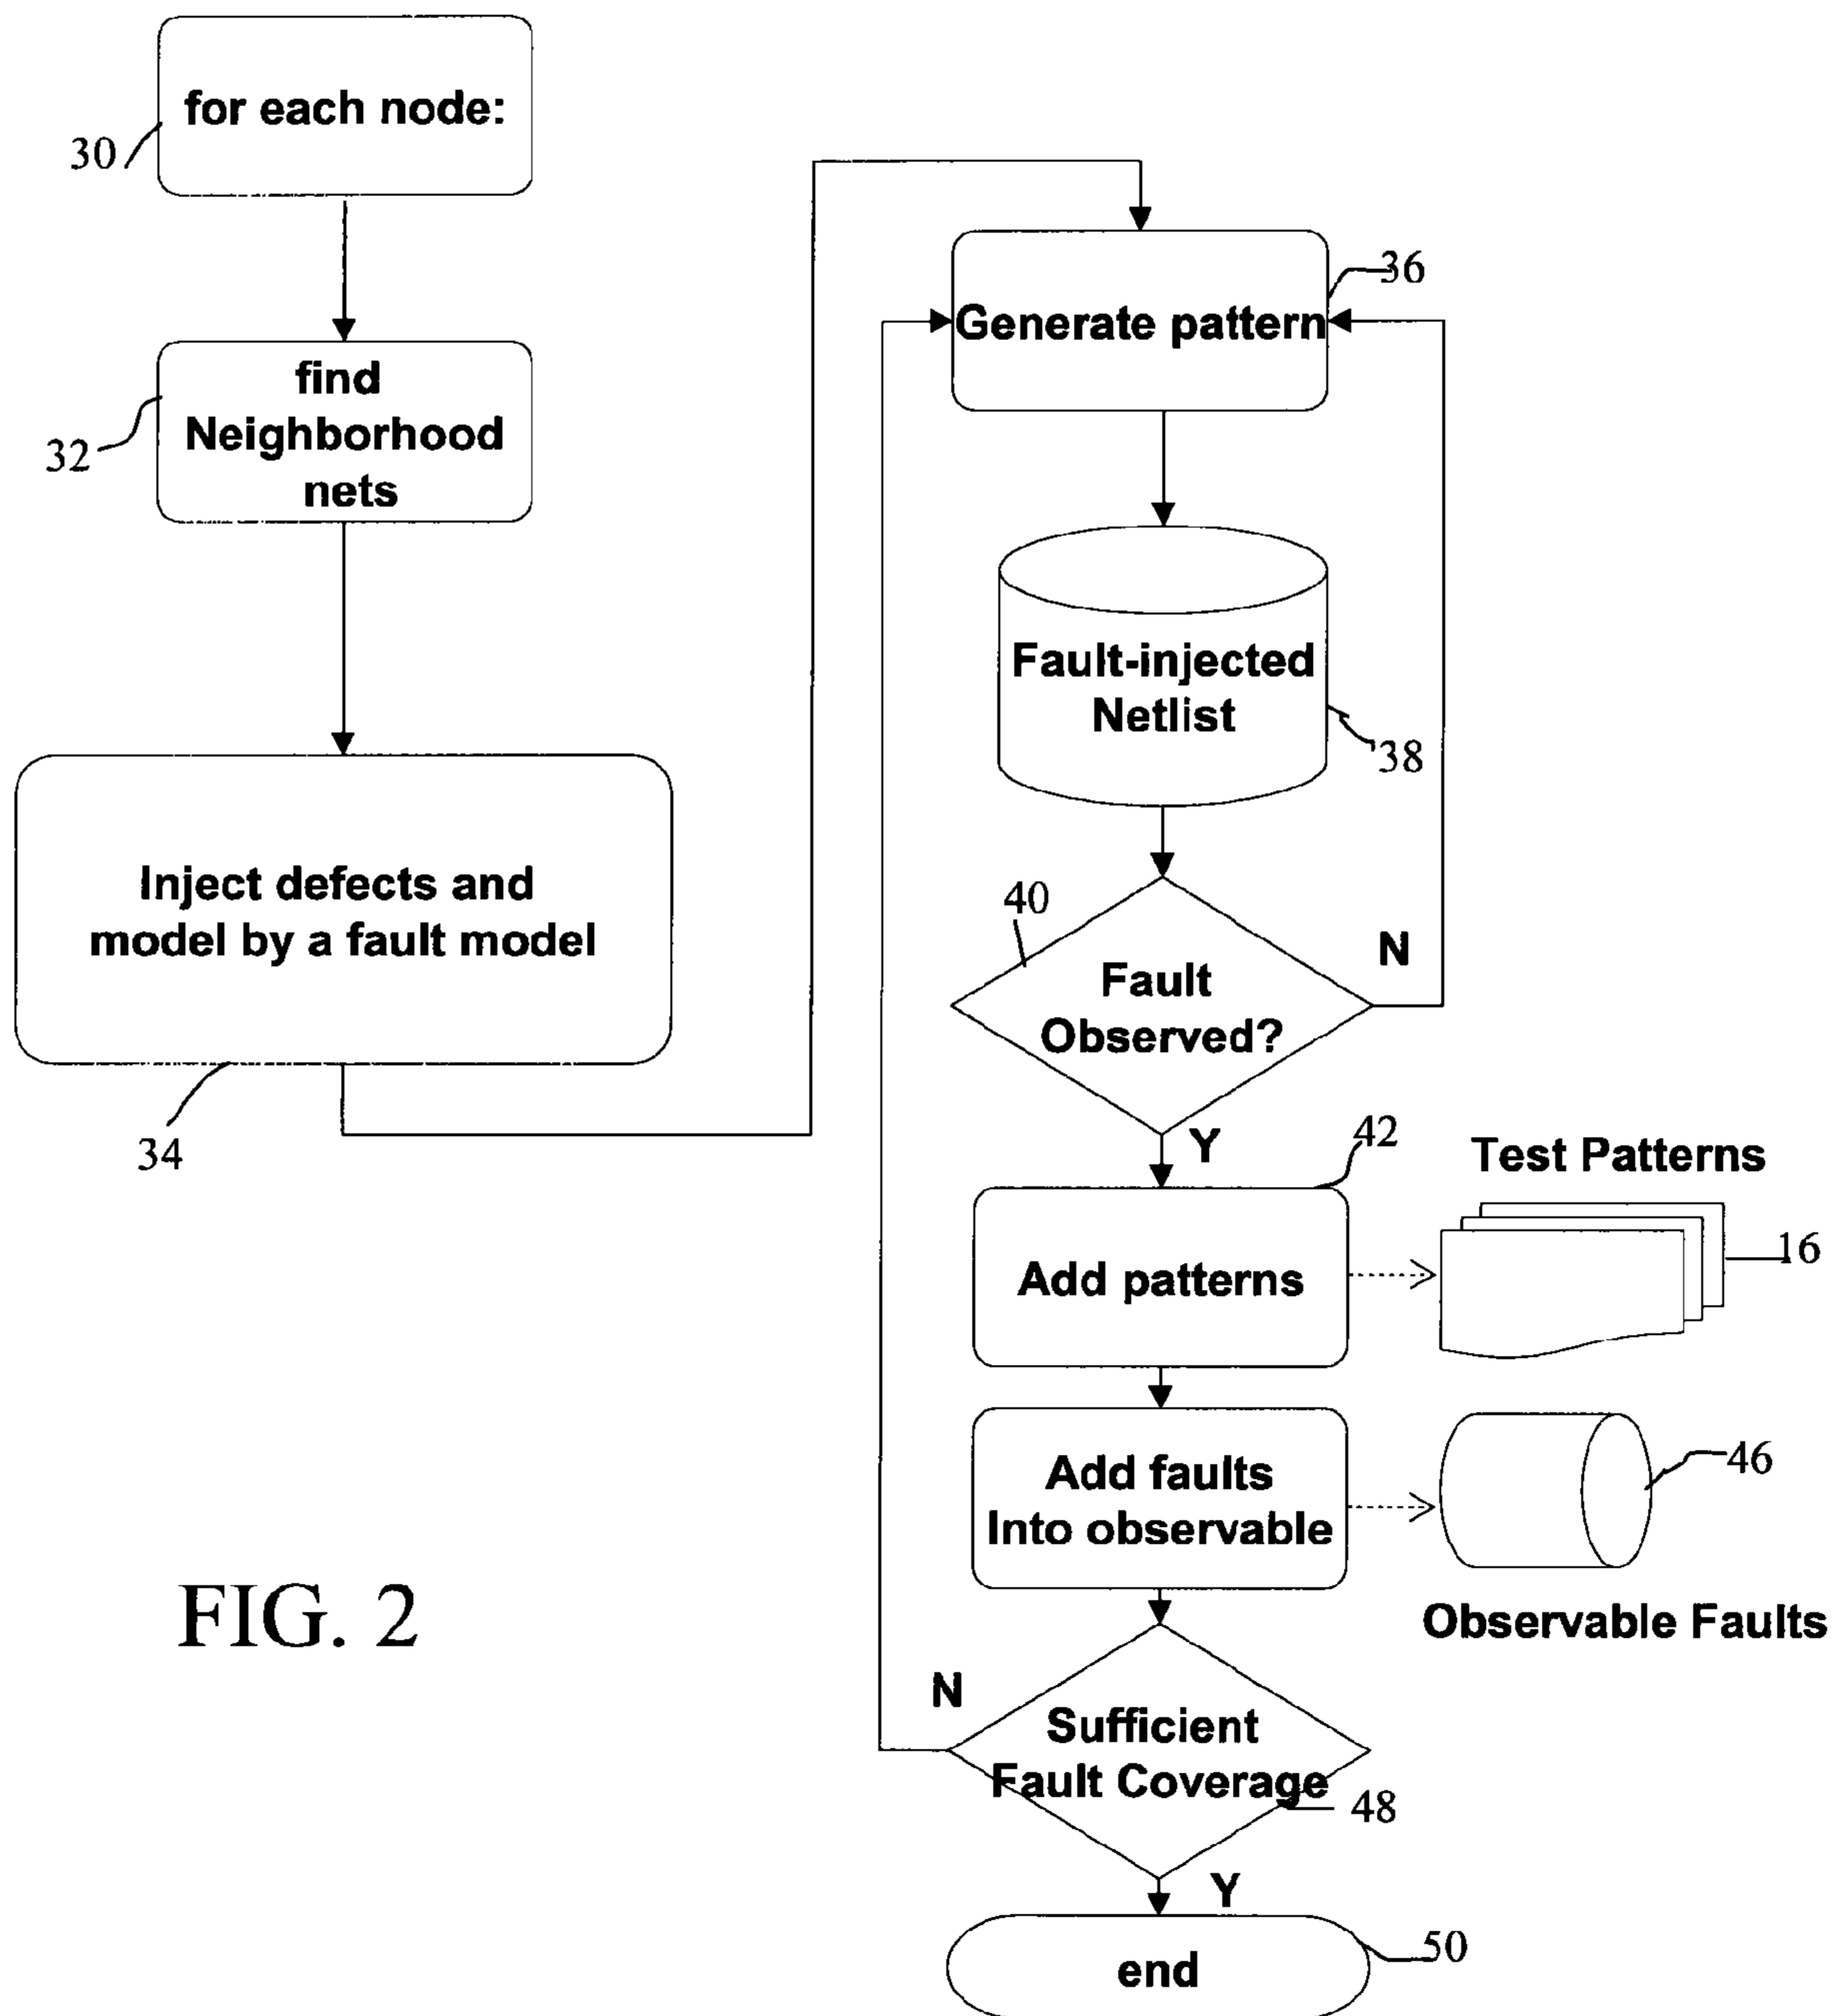 for each node:
30
find
Neighborhood
nets
32
Inject defects and
model by a fault model
34
Generate pattern
36
Fault-injected
Netlist
38
40
Fault
Observed?
N
Y
42
Add patterns
Test Patterns
16
Add faults
Into observable
46
Observable Faults
N
Sufficient
Fault Coverage
48
Y
end
50
FIG. 2